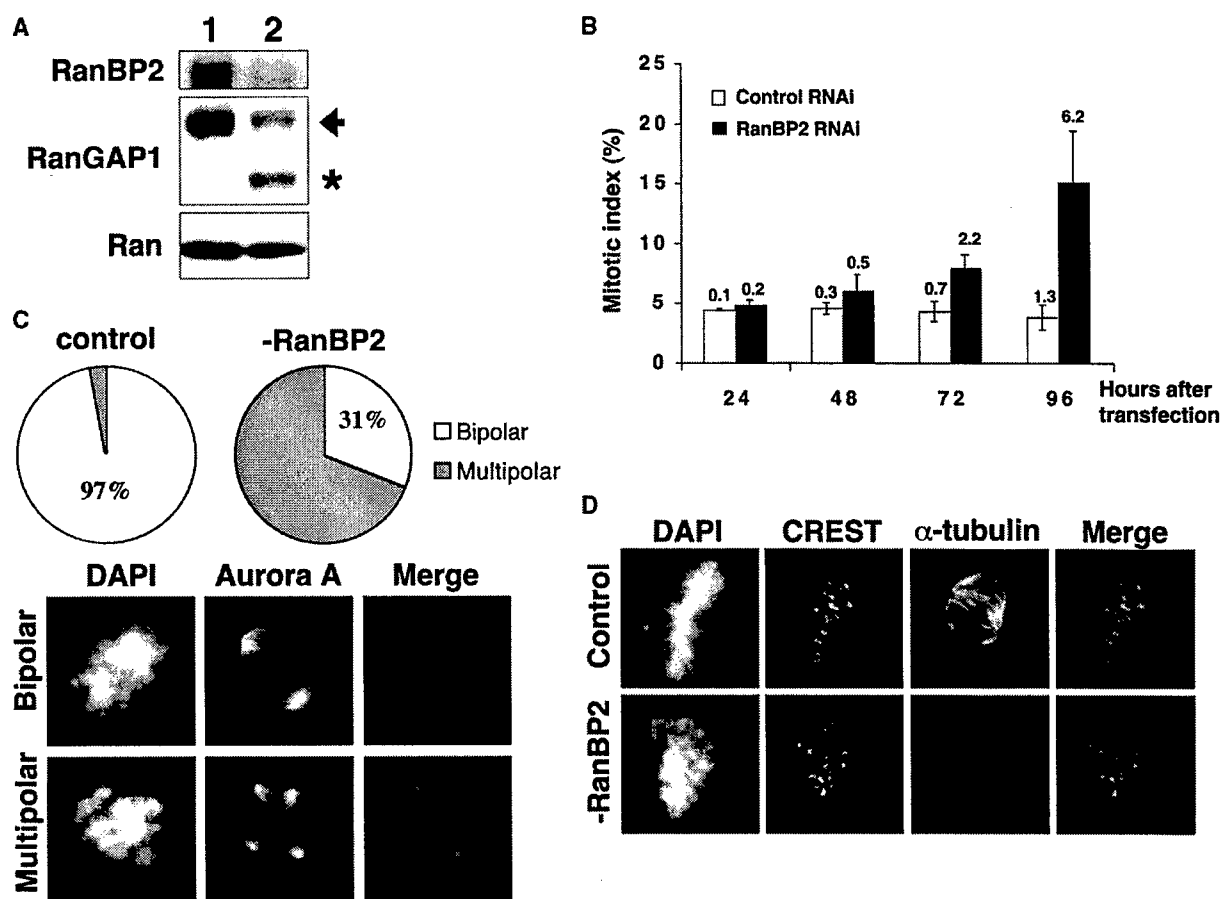 A
1 2
RanBP2
RanGAP1
*
Ran
B
Mitotic index (%)
25
20
15
10
5
0
Control RNAi
RanBP2 RNAi
0.1 0.2 0.3 0.5 0.7 2.2 1.3 6.2
24 48 72 96
Hours after
transfection
C
control
-RanBP2
97%
31%
Bipolar
Multipolar
DAPI Aurora A Merge
Bipolar
Multipolar
D
DAPI CREST α-tubulin Merge
Control
-RanBP2